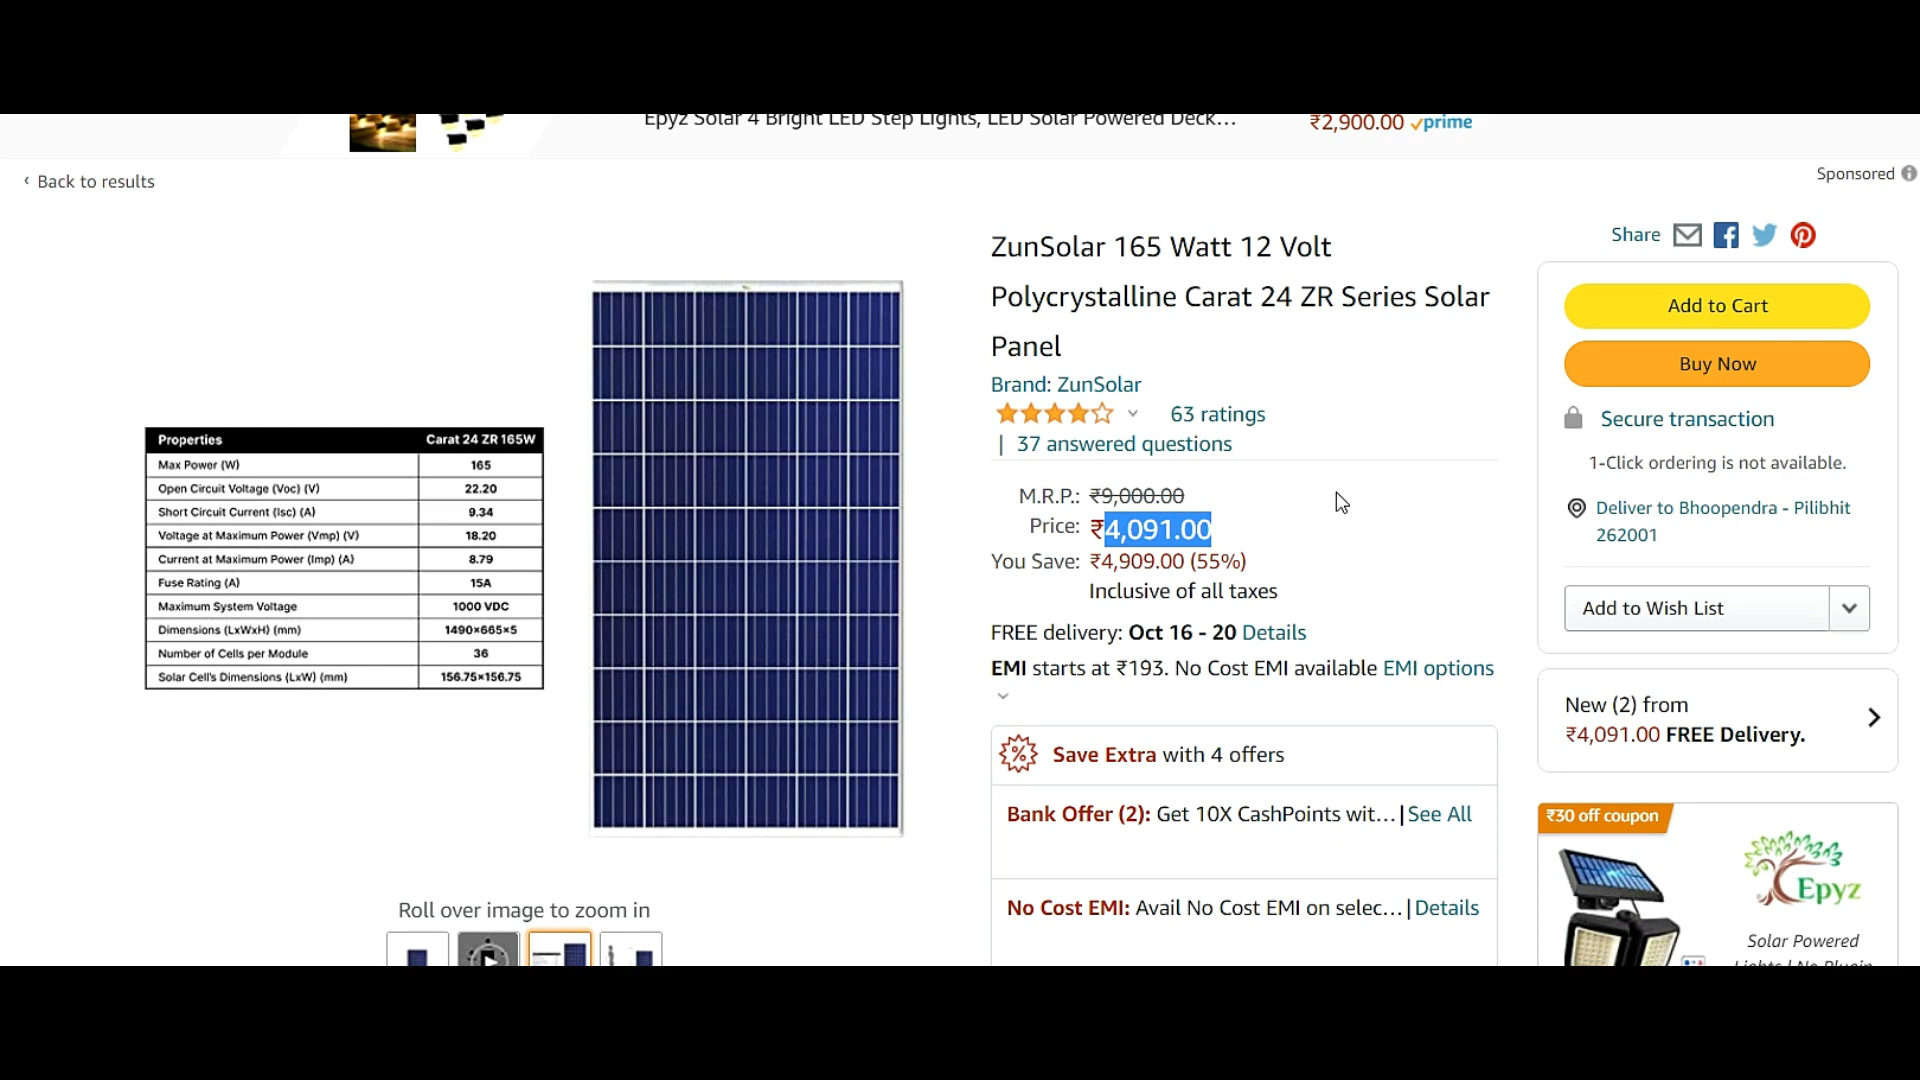 Epyz Solar 4 Bright LED Step Lights, LED Solar Powered Deck...
₹2,900.00 prime
‹ Back to results
Sponsored
Share
ZunSolar 165 Watt 12 Volt
Polycrystalline Carat 24 ZR Series Solar
Panel
Brand: ZunSolar
63 ratings
| 37 answered questions
M.R.P.: ₹9,000.00
Price: ₹4,091.00
You Save: ₹4,909.00 (55%)
Inclusive of all taxes
FREE delivery: Oct 16 - 20 Details
EMI starts at ₹193. No Cost EMI available EMI options
Save Extra with 4 offers
Bank Offer (2): Get 10X CashPoints wit... | See All
No Cost EMI: Avail No Cost EMI on selec... | Details
Properties Carat 24 ZR 165W
Max Power (W) 165
Open Circuit Voltage (Voc) (V) 22.20
Short Circuit Current (Isc) (A) 9.34
Voltage at Maximum Power (Vmp) (V) 18.20
Current at Maximum Power (Imp) (A) 8.79
Fuse Rating (A) 15A
Maximum System Voltage 1000 VDC
Dimensions (LxWxH) (mm) 1490×665×5
Number of Cells per Module 36
Solar Cell's Dimensions (LxW) (mm) 156.75×156.75
Roll over image to zoom in
Add to Cart
Buy Now
Secure transaction
1-Click ordering is not available.
Deliver to Bhoopendra - Pilibhit
262001
Add to Wish List
New (2) from
₹4,091.00 FREE Delivery.
₹30 off coupon
Epyz
Solar Powered
Lights | No Plugin